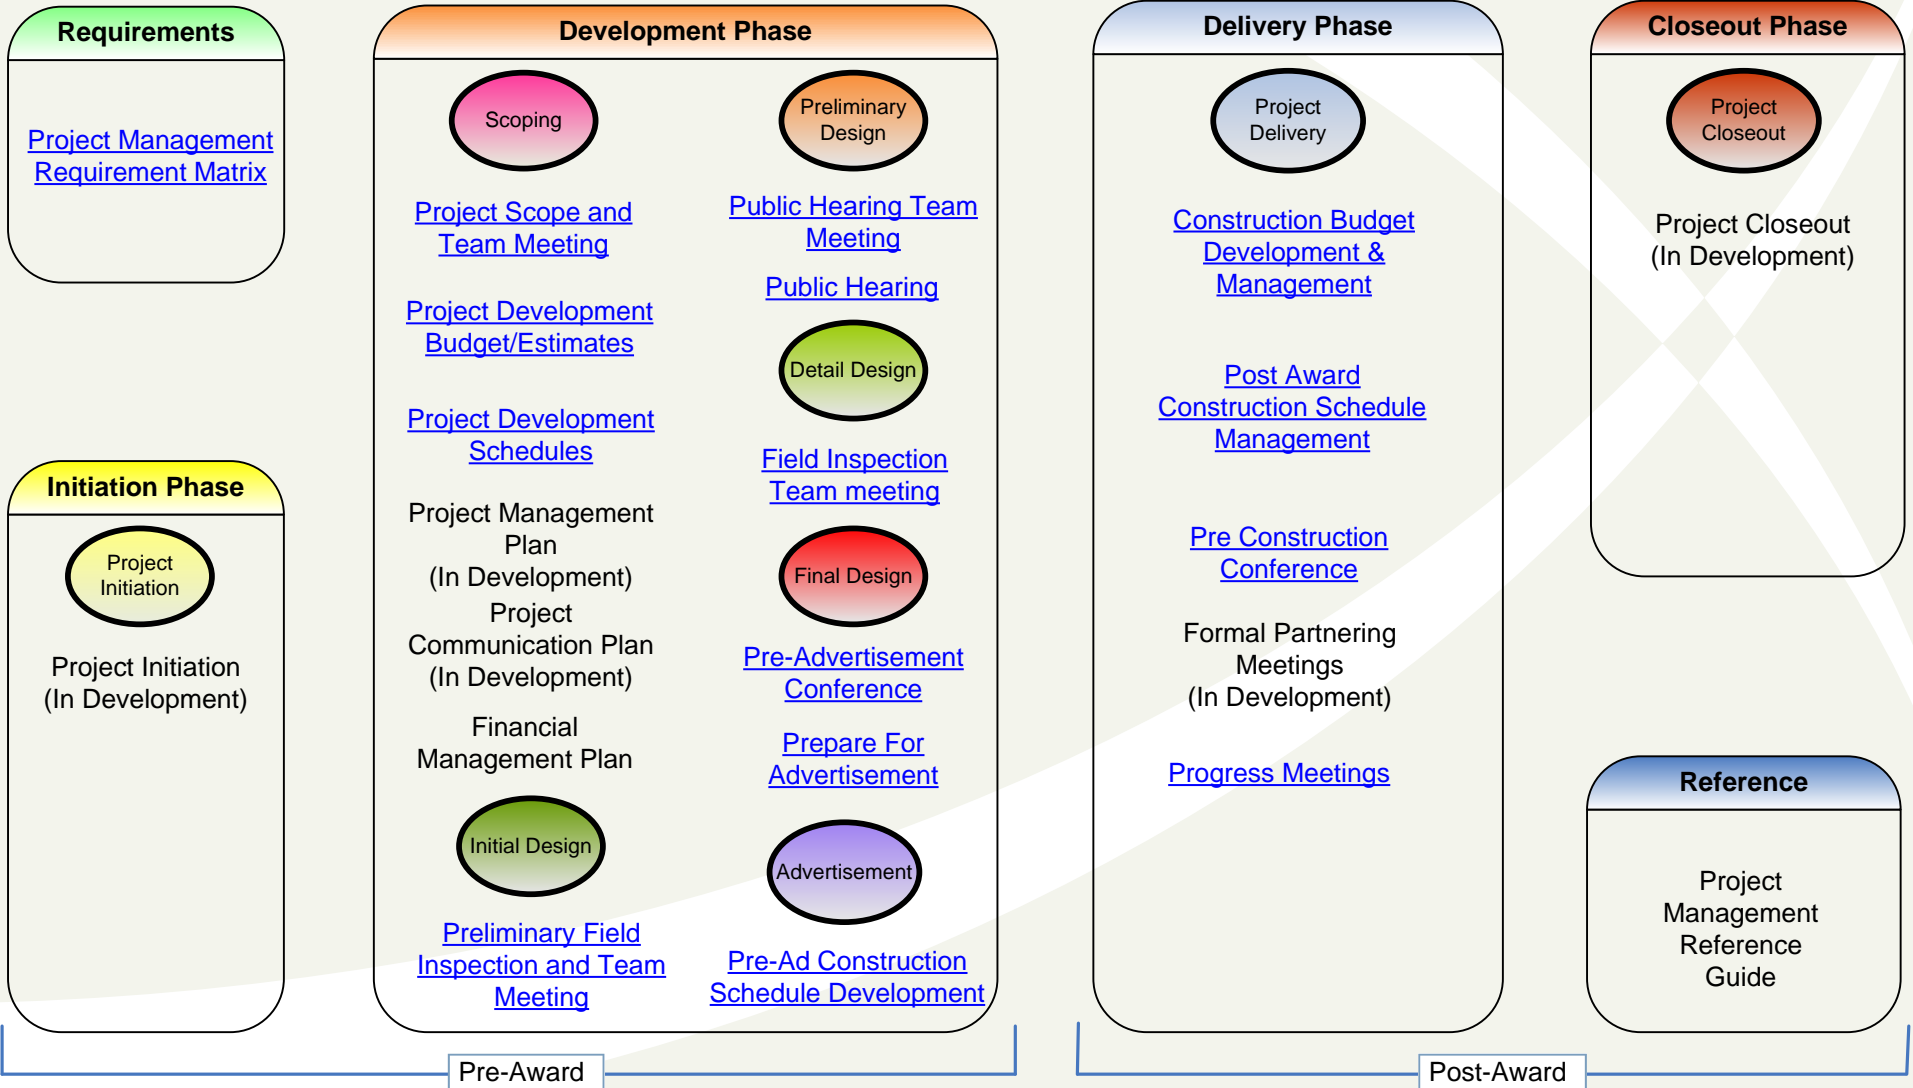 Requirements
Project Management
Requirement Matrix
Initiation Phase
Project
Initiation
Project Initiation
(In Development)
Development Phase
Scoping
Project Scope and
Team Meeting
Project Development
Budget/Estimates
Project Development
Schedules
Project Management
Plan
(In Development)
Project
Communication Plan
(In Development)
Financial
Management Plan
Initial Design
Preliminary Field
Inspection and Team
Meeting
Preliminary
Design
Public Hearing Team
Meeting
Public Hearing
Detail Design
Field Inspection
Team meeting
Final Design
Pre-Advertisement
Conference
Prepare For
Advertisement
Advertisement
Pre-Ad Construction
Schedule Development
Delivery Phase
Project
Delivery
Construction Budget
Development &
Management
Post Award
Construction Schedule
Management
Pre Construction
Conference
Formal Partnering
Meetings
(In Development)
Progress Meetings
Closeout Phase
Project
Closeout
Project Closeout
(In Development)
Reference
Project
Management
Reference
Guide
Pre-Award
Post-Award